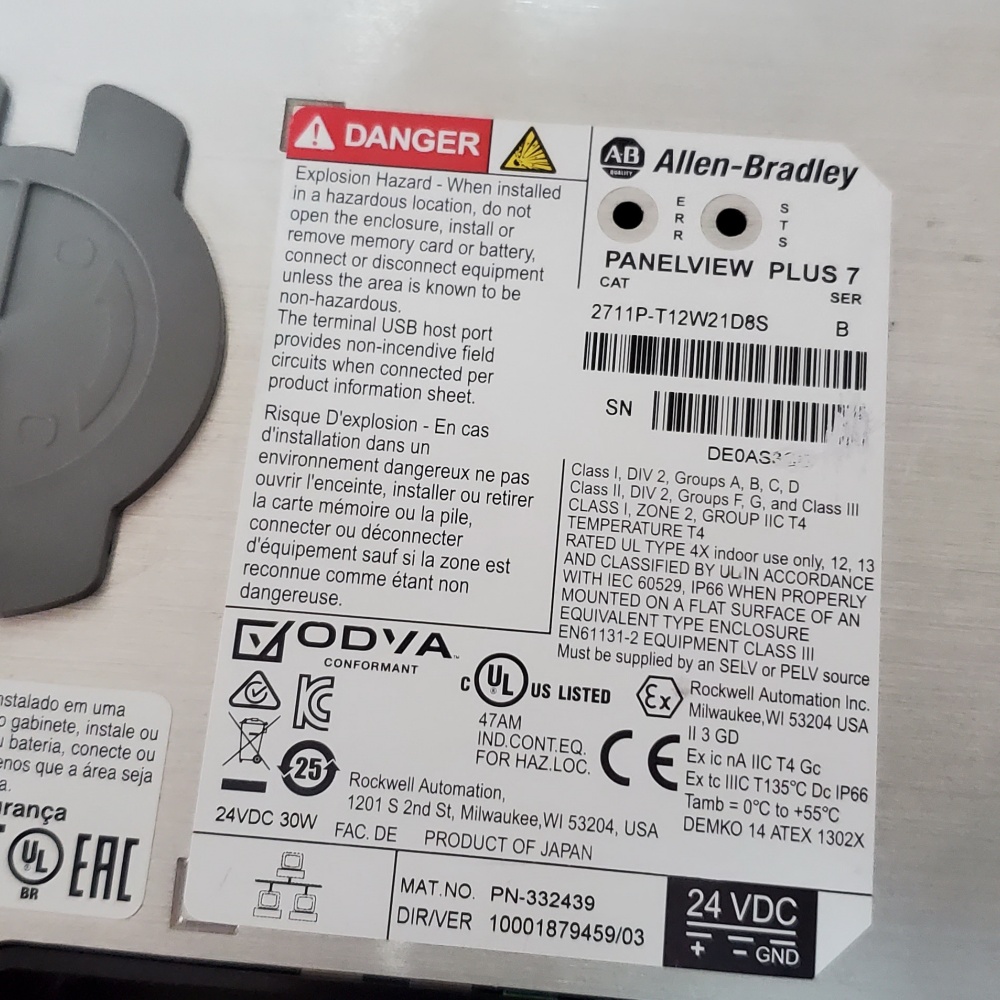 DANGER
Explosion Hazard - When installed
in a hazardous location, do not
open the enclosure, install or
remove memory card or battery,
connect or disconnect equipment
unless the area is known to be
non-hazardous.
The terminal USB host port
provides non-incendive field
circuits when connected per
product information sheet.
Risque D'explosion - En cas
d'installation dans un
environnement dangereux ne pas
ouvrir l'enceinte, installer ou retirer
la carte mémoire ou la pile,
connecter ou déconnecter
d'équipement sauf si la zone est
reconnue comme étant non
dangereuse.
AB
QUALITY
Allen-Bradley
ERR
STS
PANELVIEW PLUS 7
CAT
SER
2711P-T12W21D8S
B
SN
Class I, DIV 2, Groups A, B, C, D
Class II, DIV 2, Groups F, G, and Class III
CLASS I, ZONE 2, GROUP IIC T4
TEMPERATURE T4
RATED UL TYPE 4X indoor use only, 12, 13
AND CLASSIFIED BY UL IN ACCORDANCE
WITH IEC 60529, IP66 WHEN PROPERLY
MOUNTED ON A FLAT SURFACE OF AN
EQUIVALENT TYPE ENCLOSURE
EN61131-2 EQUIPMENT CLASS III
Must be supplied by an SELV or PELV source
ODVA™
CONFORMANT
C UL® US LISTED
47AM
IND.CONT.EQ.
FOR HAZ.LOC.
Ex
Rockwell Automation Inc.
Milwaukee,WI 53204 USA
II 3 GD
Ex ic nA IIC T4 Gc
Ex tc IIIC T135°C Dc IP66
Tamb = 0°C to +55°C
DEMKO 14 ATEX 1302X
CE
25
Rockwell Automation,
1201 S 2nd St, Milwaukee,WI 53204, USA
24VDC 30W
FAC. DE
PRODUCT OF JAPAN
MAT.NO. PN-332439
DIR/VER 10001879459/03
24 VDC
+ - GND
nstalado em uma
o gabinete, instale ou
u bateria, conecte ou
enos que a área seja
a.
rança
UL
BR
EAC